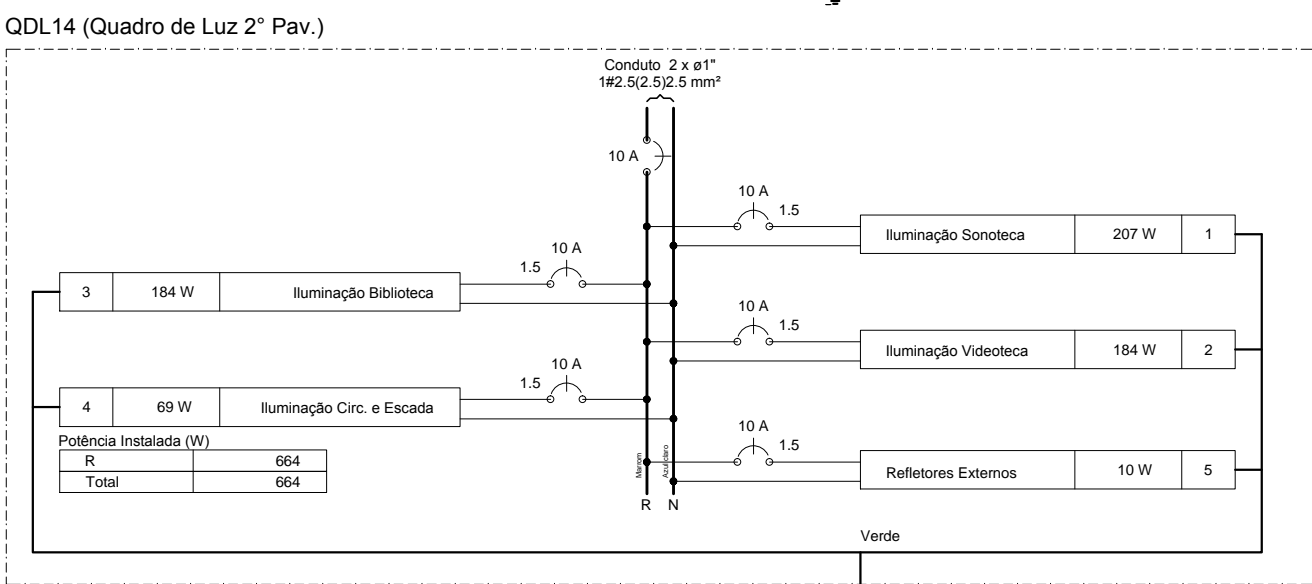 QDL14 (Quadro de Luz 2° Pav.)
Conduto 2 x ø1"
1#2.5(2.5)2.5 mm²
10 A
10 A
1.5
Iluminação Sonoteca 207 W 1
10 A
1.5
3 184 W Iluminação Biblioteca
10 A
1.5
Iluminação Videoteca 184 W 2
10 A
1.5
4 69 W Iluminação Circ. e Escada
10 A
1.5
Refletores Externos 10 W 5
Potência Instalada (W)
R 664
Total 664
Marrom
Azul claro
R N
Verde